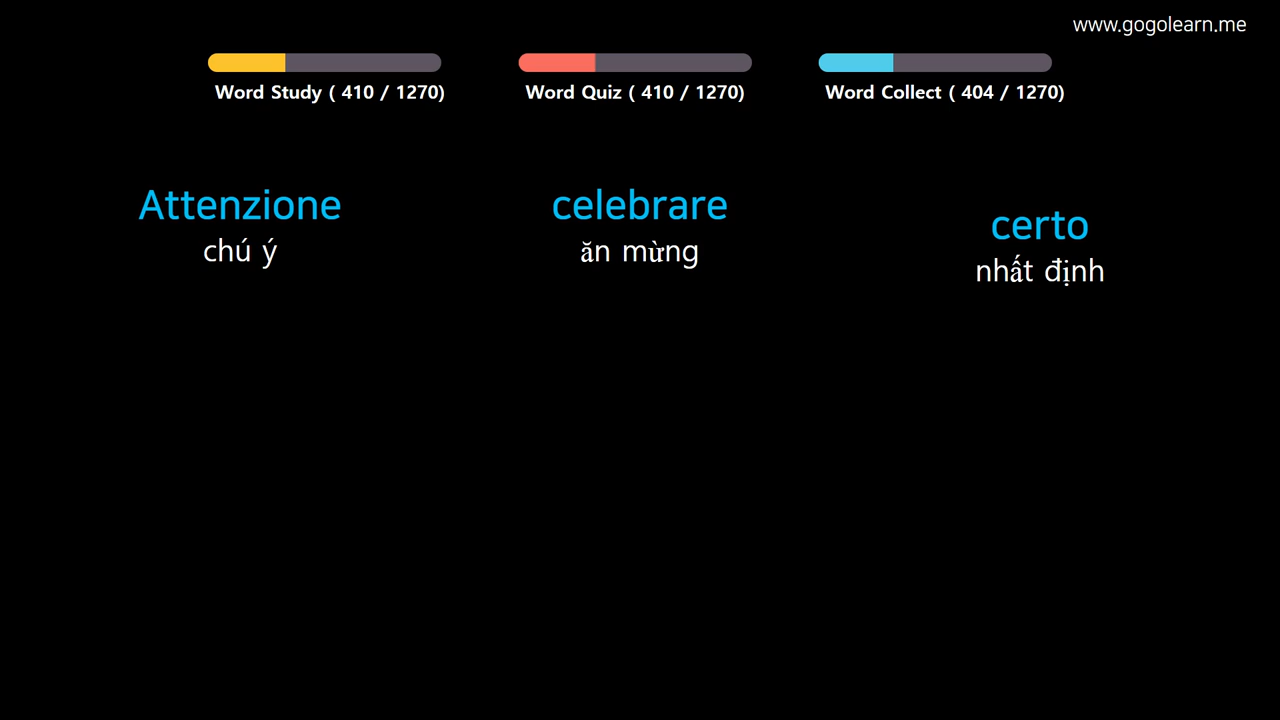 www.gogolearn.me
Word Study ( 410 / 1270)
Word Quiz ( 410 / 1270)
Word Collect ( 404 / 1270)
Attenzione
chú ý
celebrare
ăn mừng
certo
nhất định